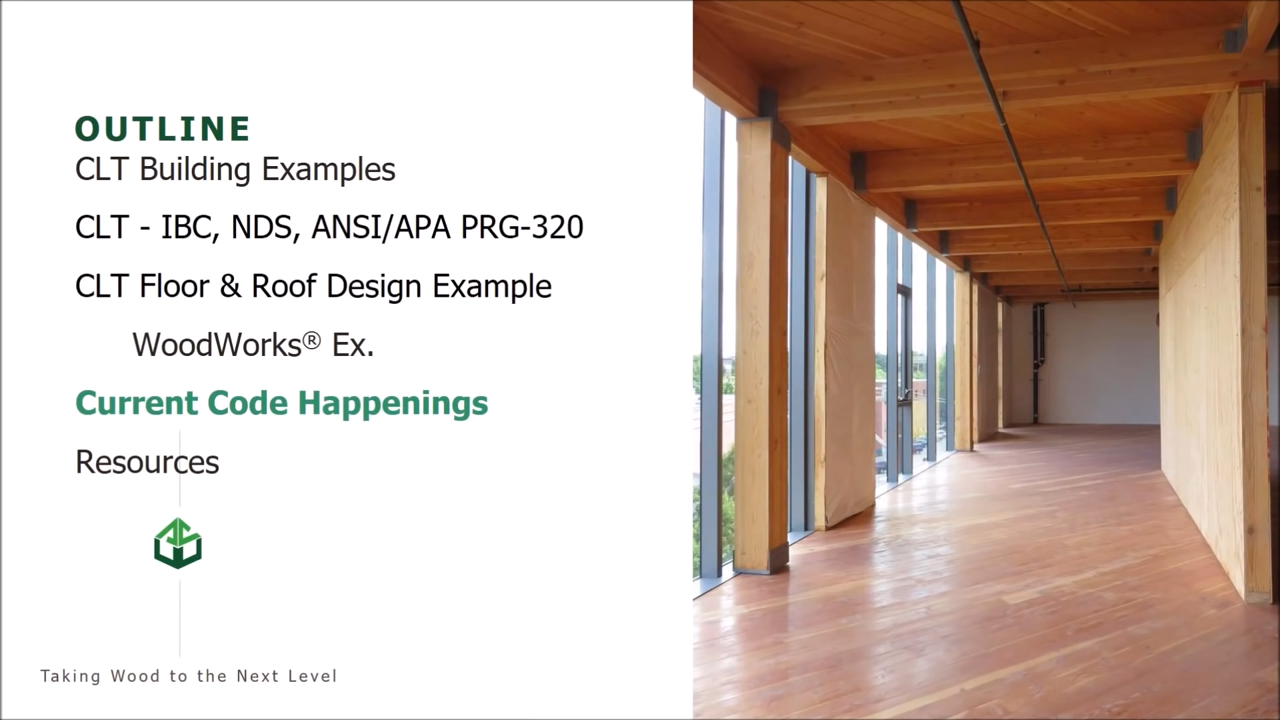 OUTLINE
CLT Building Examples
CLT - IBC, NDS, ANSI/APA PRG-320
CLT Floor & Roof Design Example
WoodWorks® Ex.
Current Code Happenings
Resources
Taking Wood to the Next Level